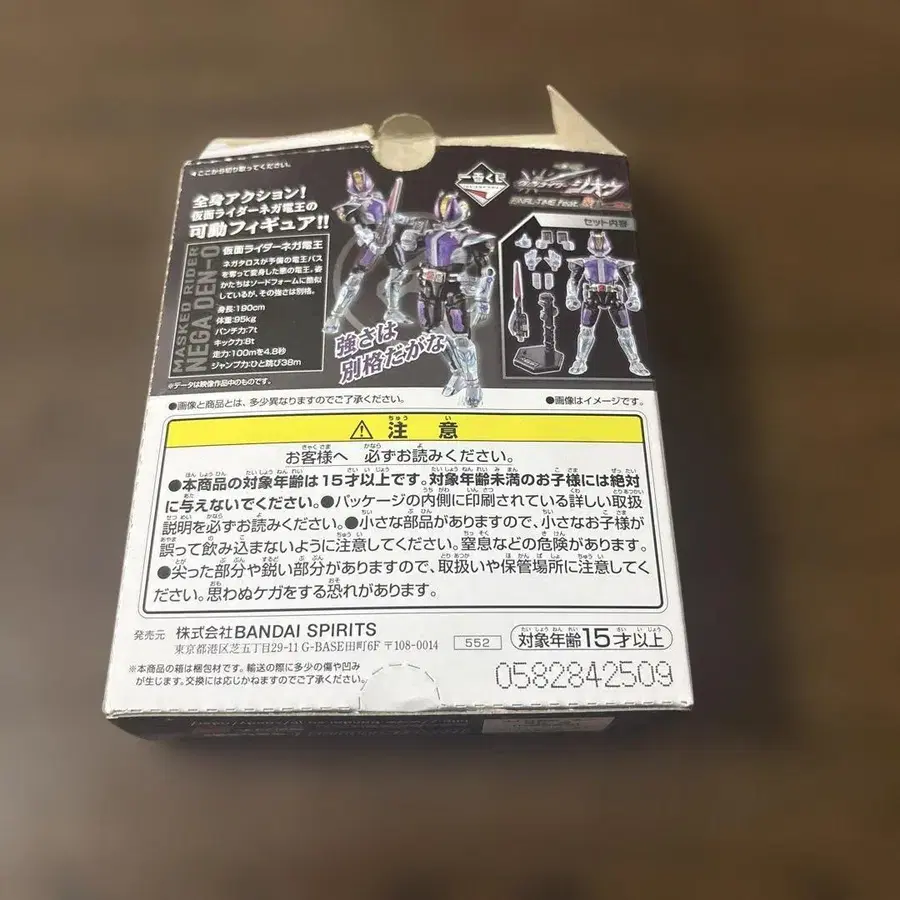 ◀ここから切り取ってください。
全身アクション!
仮面ライダーネガ電王の
可動フィギュア!!
MASKED RIDER
NEGA DEN-O
仮面ライダーネガ電王
ネガタロスが予備の電王パス
を奪って変身した悪の電王。姿
かたちはソードフォームに酷似
しているが、その強さは別格。
身長:190cm
体重:95kg
パンチ力:7t
キック力:8t
走力:100mを4.8秒
ジャンプ力:ひと跳び38m
※データは映像作品中のものです。
強さは
別格だがな
一番くじ
仮面ライダージオウ
セット内容
●画像と商品とは、多少異なりますのでご了承ください。
●画像はイメージです。
⚠注意
お客様へ 必ずお読みください。
●本商品の対象年齢は15才以上です。対象年齢未満のお子様には絶対
に与えないでください。●パッケージの内側に印刷されている詳しい取扱
説明を必ずお読みください。●小さな部品がありますので、小さなお子様が
誤って飲み込まないように注意してください。窒息などの危険があります。
●尖った部分や鋭い部分がありますので、取扱いや保管場所に注意してく
ださい。思わぬケガをする恐れがあります。
発売元 株式会社BANDAI SPIRITS
東京都港区芝五丁目29-11 G-BASE田町6F 〒108-0014
552
対象年齢15才以上
※本商品の箱は梱包材です。輸送の際に多少の傷や凹み
が生じます。交換には応じかねますのでご了承ください。
0582842509